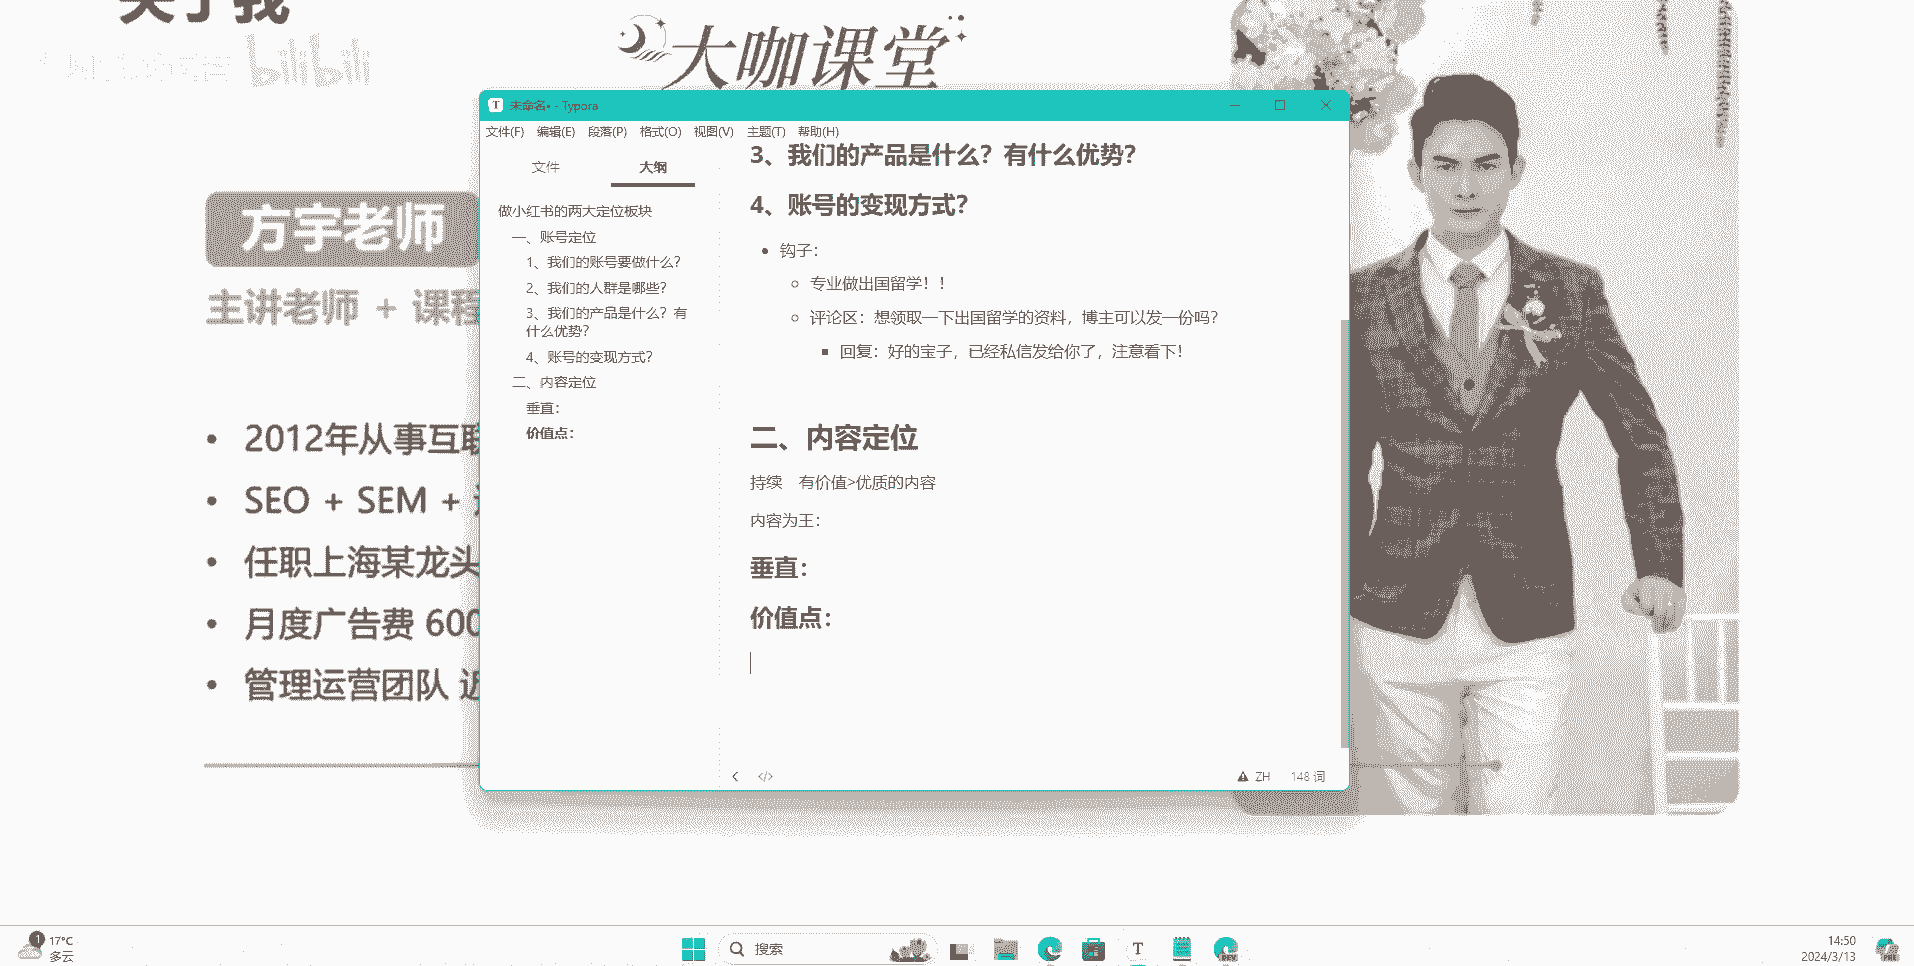 关于我
bilibili
大咖课堂
方宇老师
主讲老师 + 课程
2012年从事互联
SEO + SEM +
任职上海某龙头
月度广告费 600
管理运营团队 近
未命名• - Typora
文件(F) 编辑(E) 段落(P) 格式(O) 视图(V) 主题(T) 帮助(H)
文件 大纲
做小红书的两大定位板块
一、账号定位
1、我们的账号要做什么？
2、我们的人群是哪些？
3、我们的产品是什么？有
什么优势？
4、账号的变现方式？
二、内容定位
垂直：
价值点：
3、我们的产品是什么？有什么优势？
4、账号的变现方式？
钩子：
专业做出国留学！！
评论区：想领取一下出国留学的资料，博主可以发一份吗？
回复：好的宝子，已经私信发给你了，注意看下！
二、内容定位
持续 有价值>优质的内容
内容为王：
垂直：
价值点：
</> ZH 148 词
1 17°C
多云
搜索
T
DEV
14:50
2024/3/13
PRE